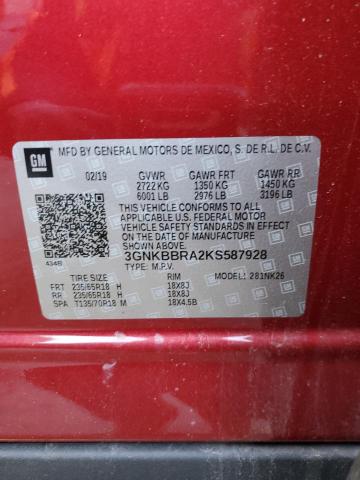 GM MFD BY GENERAL MOTORS DE MEXICO, S. DE R.L. DE C.V.
02/19 GVWR GAWR FRT GAWR RR
2722 KG 1350 KG 1450 KG
6001 LB 2976 LB 3196 LB
THIS VEHICLE CONFORMS TO ALL
APPLICABLE U.S. FEDERAL MOTOR
VEHICLE SAFETY STANDARDS IN EFFECT
ON THE DATE OF MANUFACTURE SHOWN ABOVE.
434B 3GNKBBRA2KS587928
TYPE: M.P.V. MODEL: 281NK26
TIRE SIZE RIM
FRT 235/65R18 H 18X8J
RR 235/65R18 H 18X8J
SPA T135/70R18 M 18X4.5B